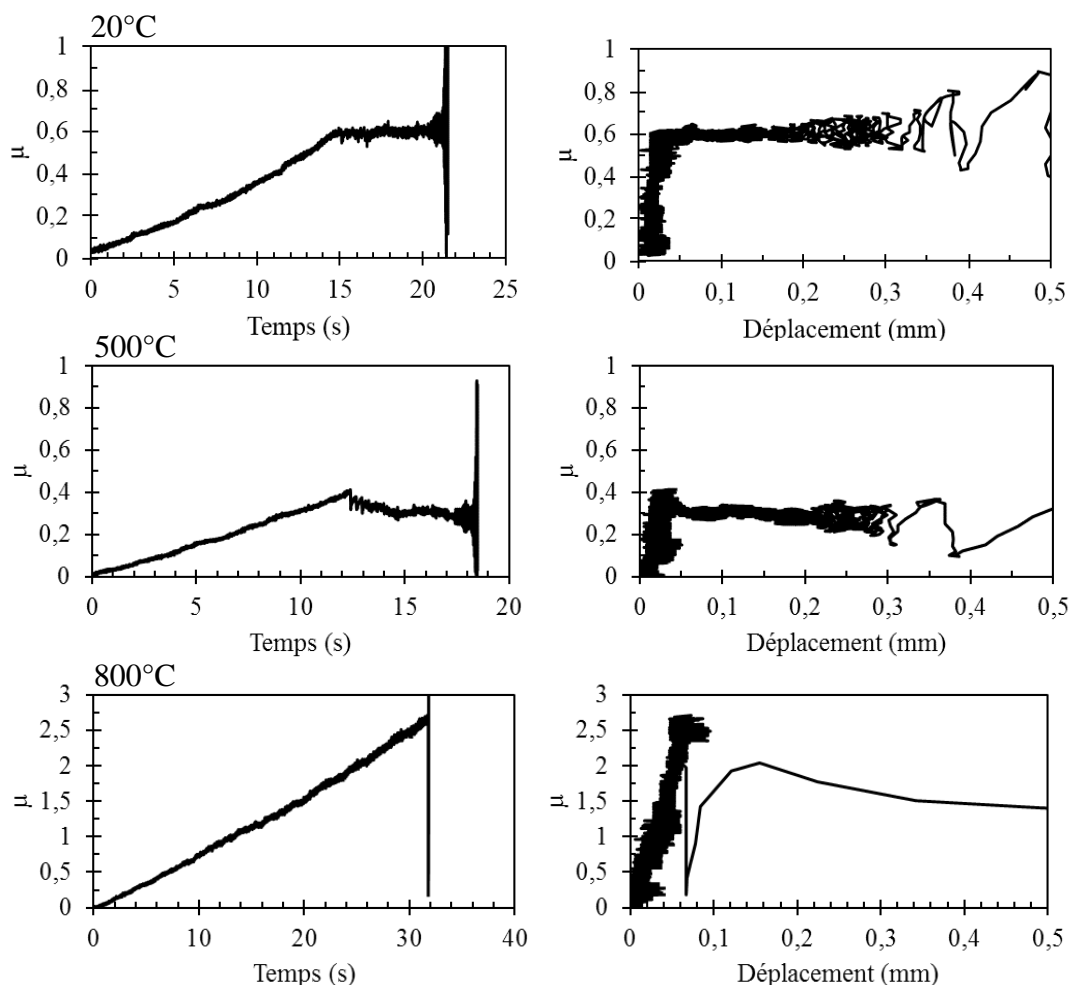 20°C
1
0,8
0,6
0,4
0,2
0
μ
0 5 10 15 20 25
Temps (s)
1
0,8
0,6
0,4
0,2
0
μ
0 0,1 0,2 0,3 0,4 0,5
Déplacement (mm)
500°C
1
0,8
0,6
0,4
0,2
0
μ
0 5 10 15 20
Temps (s)
1
0,8
0,6
0,4
0,2
0
μ
0 0,1 0,2 0,3 0,4 0,5
Déplacement (mm)
800°C
3
2,5
2
1,5
1
0,5
0
μ
0 10 20 30 40
Temps (s)
3
2,5
2
1,5
1
0,5
0
μ
0 0,1 0,2 0,3 0,4 0,5
Déplacement (mm)